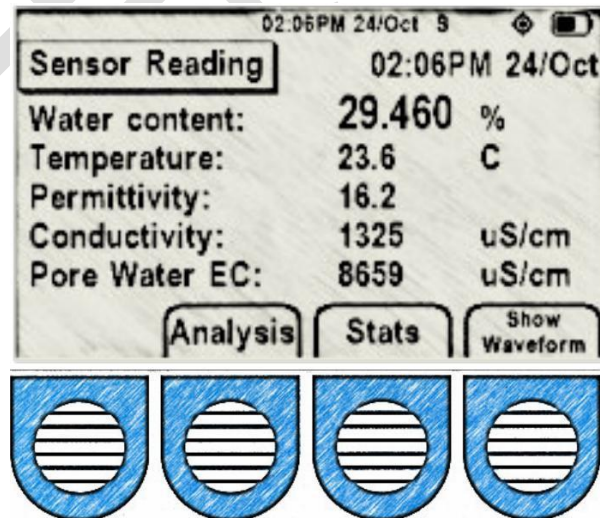 02:06PM 24/Oct S
Sensor Reading 02:06PM 24/Oct
Water content: 29.460 %
Temperature: 23.6 C
Permittivity: 16.2
Conductivity: 1325 uS/cm
Pore Water EC: 8659 uS/cm
Analysis Stats Show Waveform